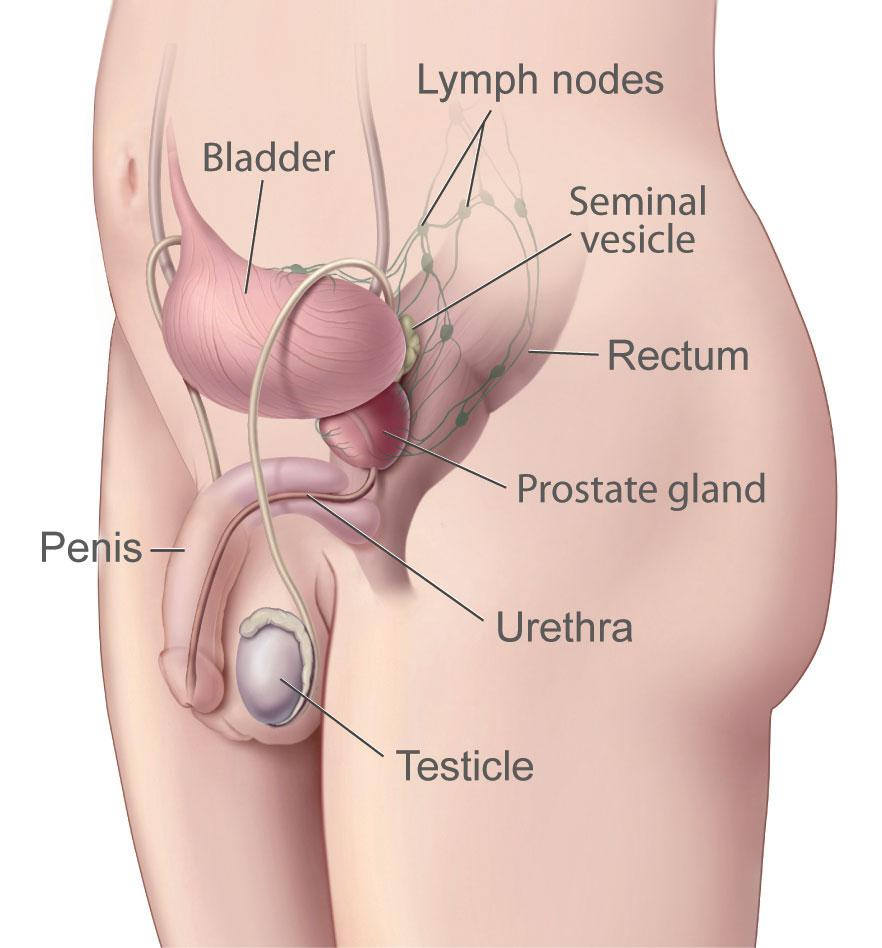 Lymph nodes
Bladder
Seminal
vesicle
Rectum
Prostate gland
Penis
Urethra
Testicle